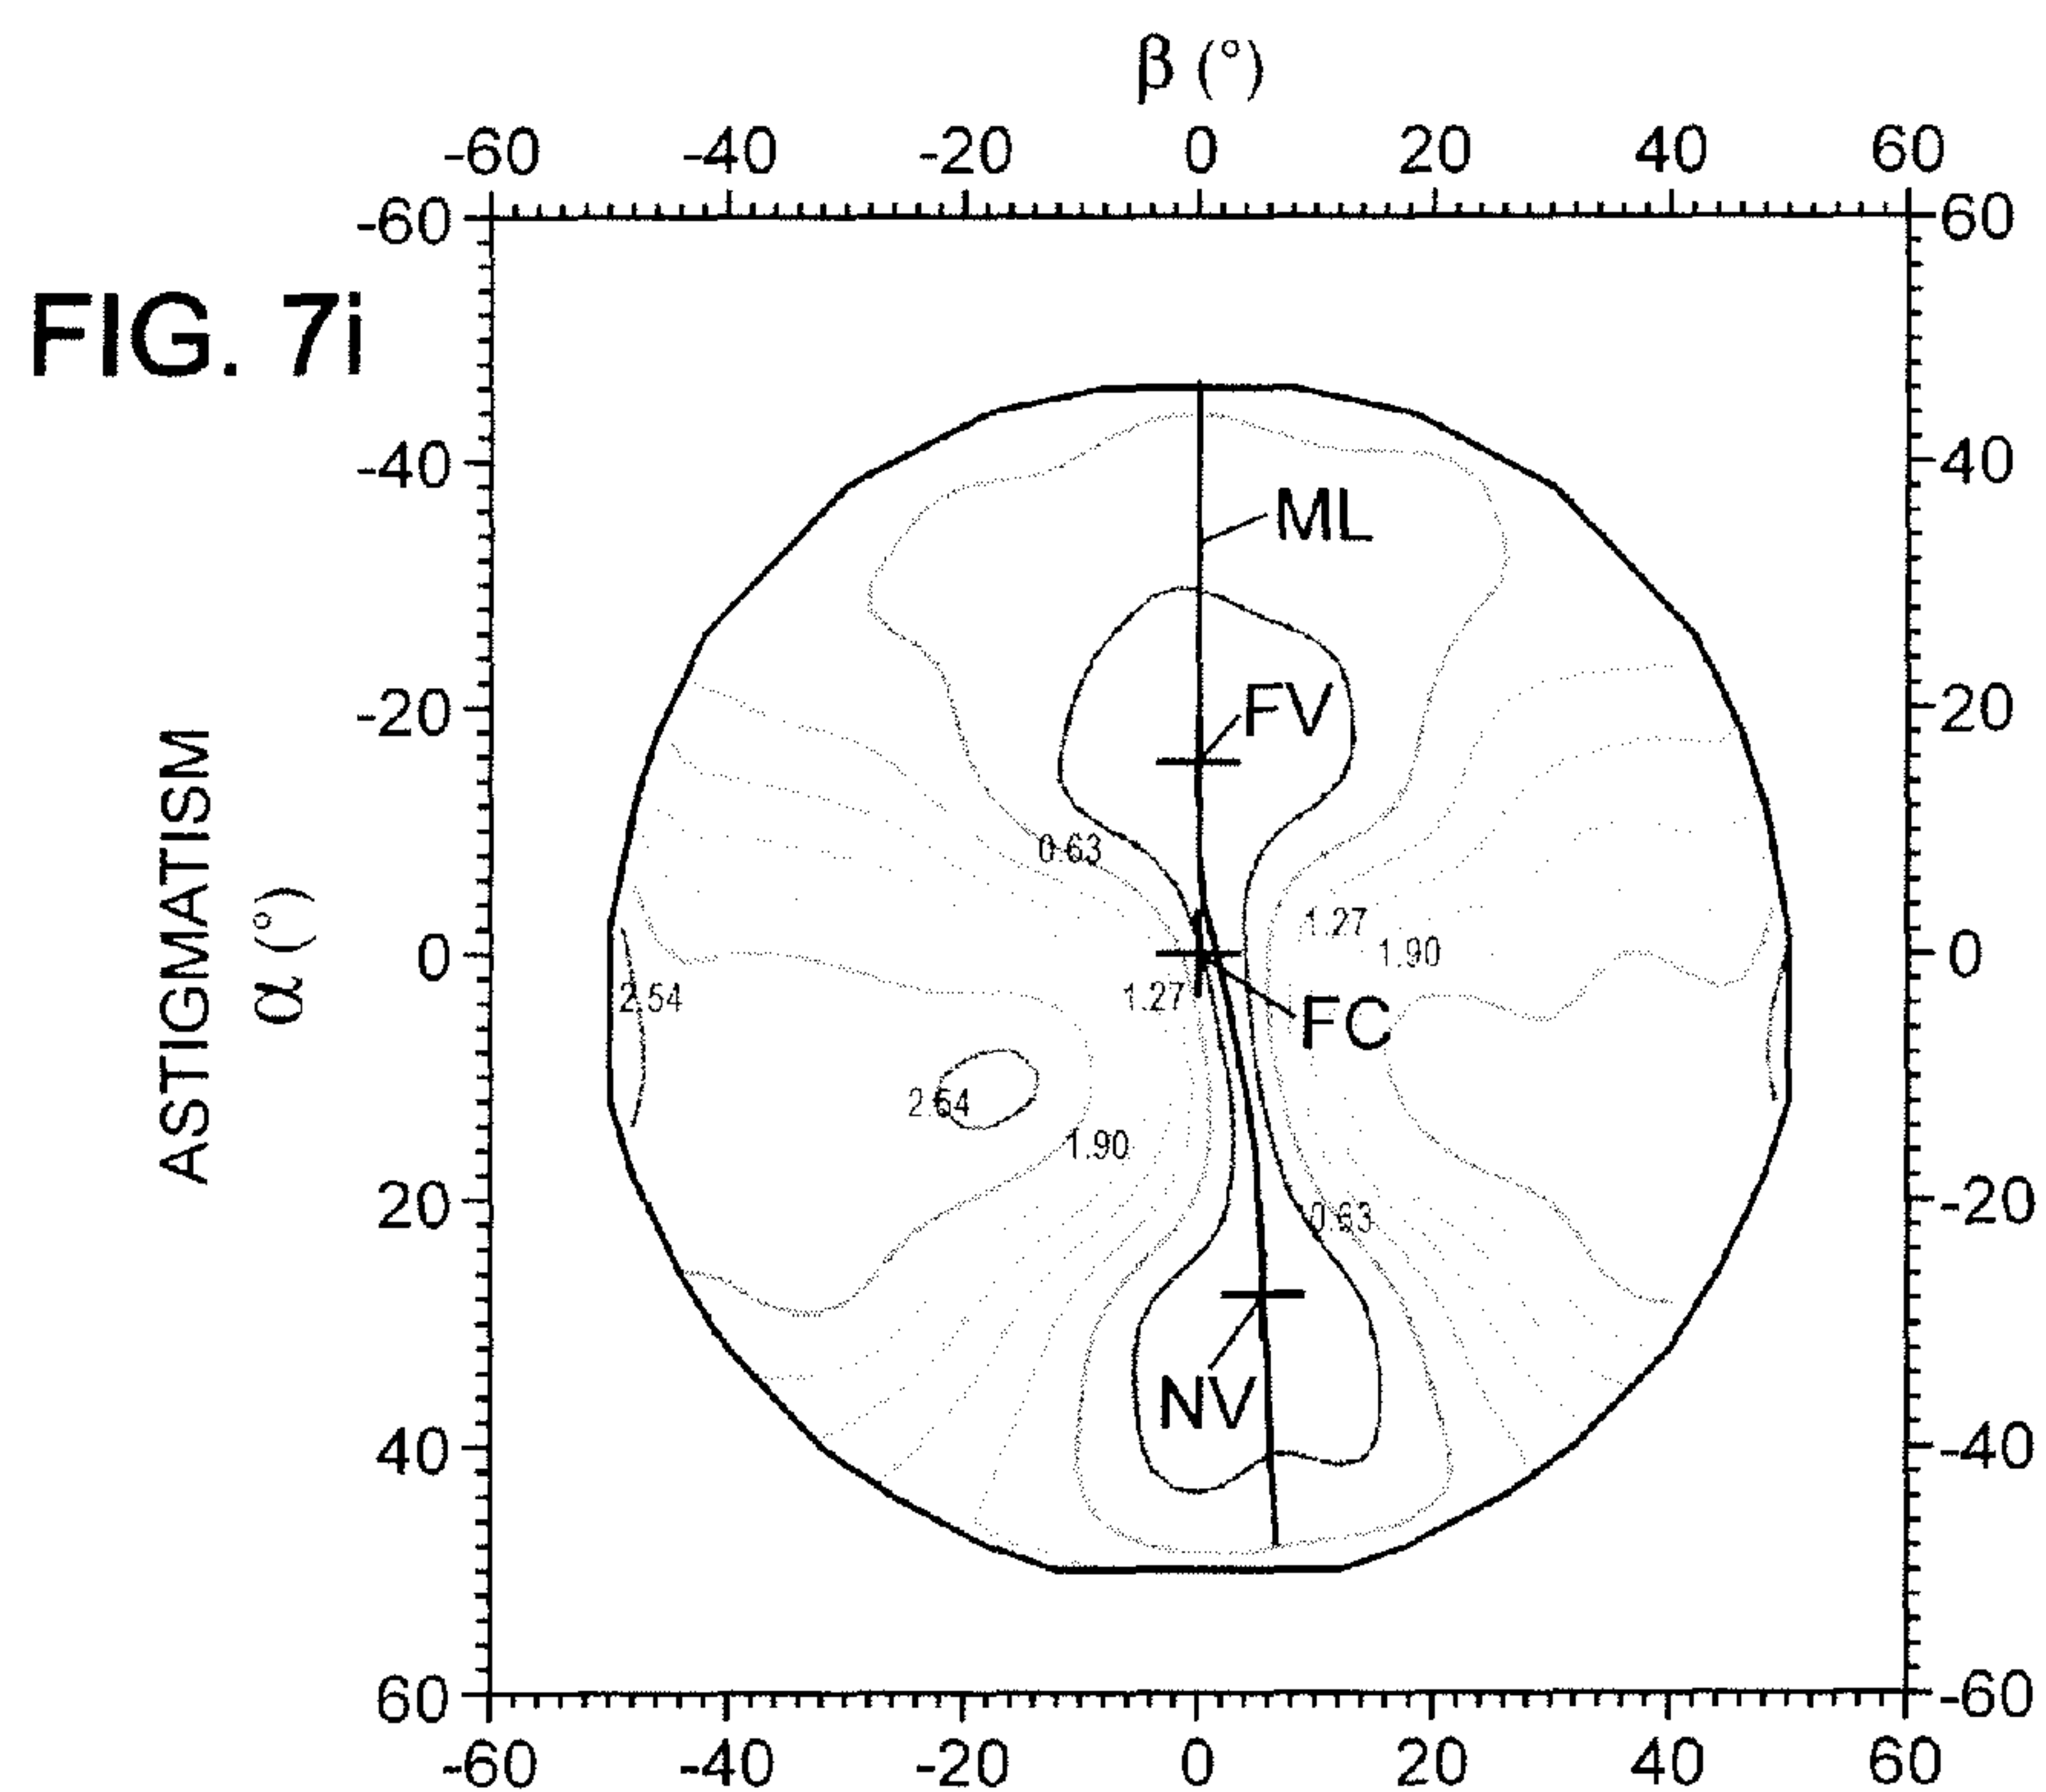 β (°)
-60 -40 -20 0 20 40 60
-60 60
FIG. 7i
-40 40
ML
-20 FV 20
ASTIGMATISM
α (°)
0.63
1.27
0 1.90 0
2.54 1.27
FC
2.54
1.90
20 0.63 -20
NV
40 -40
60 -60
-60 -40 -20 0 20 40 60